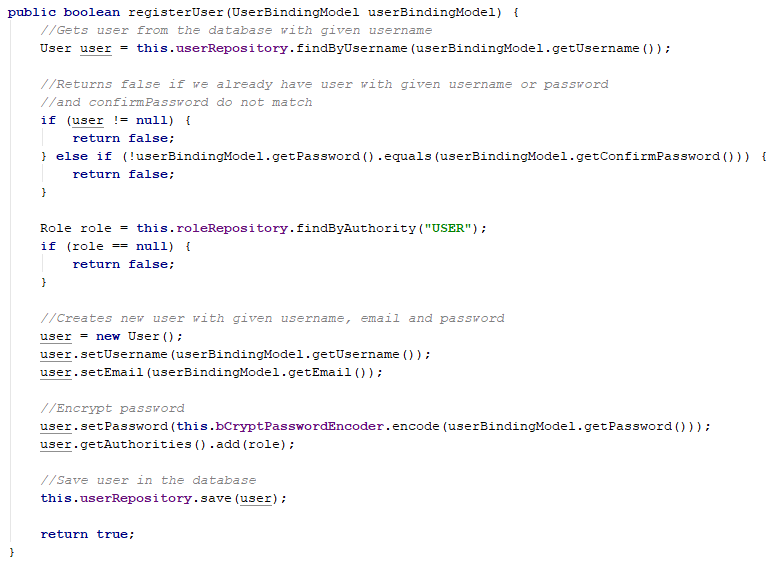 public boolean registerUser(UserBindingModel userBindingModel) {
    //Gets user from the database with given username
    User user = this.userRepository.findByUsername(userBindingModel.getUsername());

    //Returns false if we already have user with given username or password
    //and confirmPassword do not match
    if (user != null) {
        return false;
    } else if (!userBindingModel.getPassword().equals(userBindingModel.getConfirmPassword())) {
        return false;
    }

    Role role = this.roleRepository.findByAuthority("USER");
    if (role == null) {
        return false;
    }

    //Creates new user with given username, email and password
    user = new User();
    user.setUsername(userBindingModel.getUsername());
    user.setEmail(userBindingModel.getEmail());

    //Encrypt password
    user.setPassword(this.bCryptPasswordEncoder.encode(userBindingModel.getPassword()));
    user.getAuthorities().add(role);

    //Save user in the database
    this.userRepository.save(user);

    return true;
}